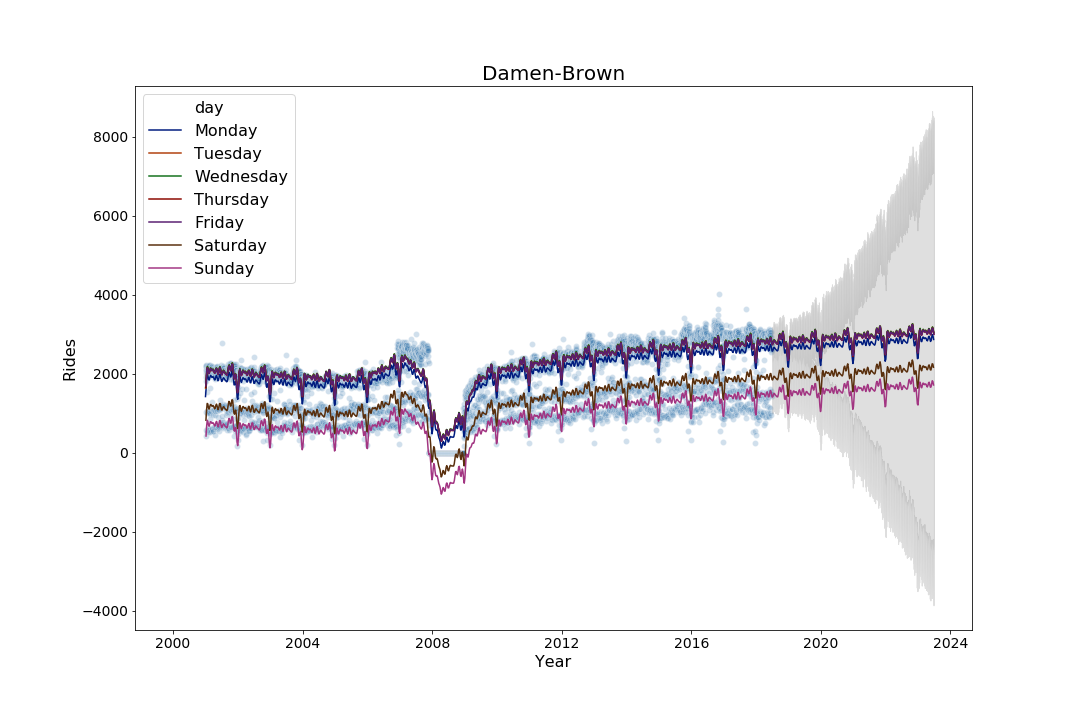 Damen-Brown
day
Monday
Tuesday
Wednesday
Thursday
Friday
Saturday
Sunday
8000
6000
4000
2000
0
−2000
−4000
Rides
2000
2004
2008
2012
2016
2020
2024
Year